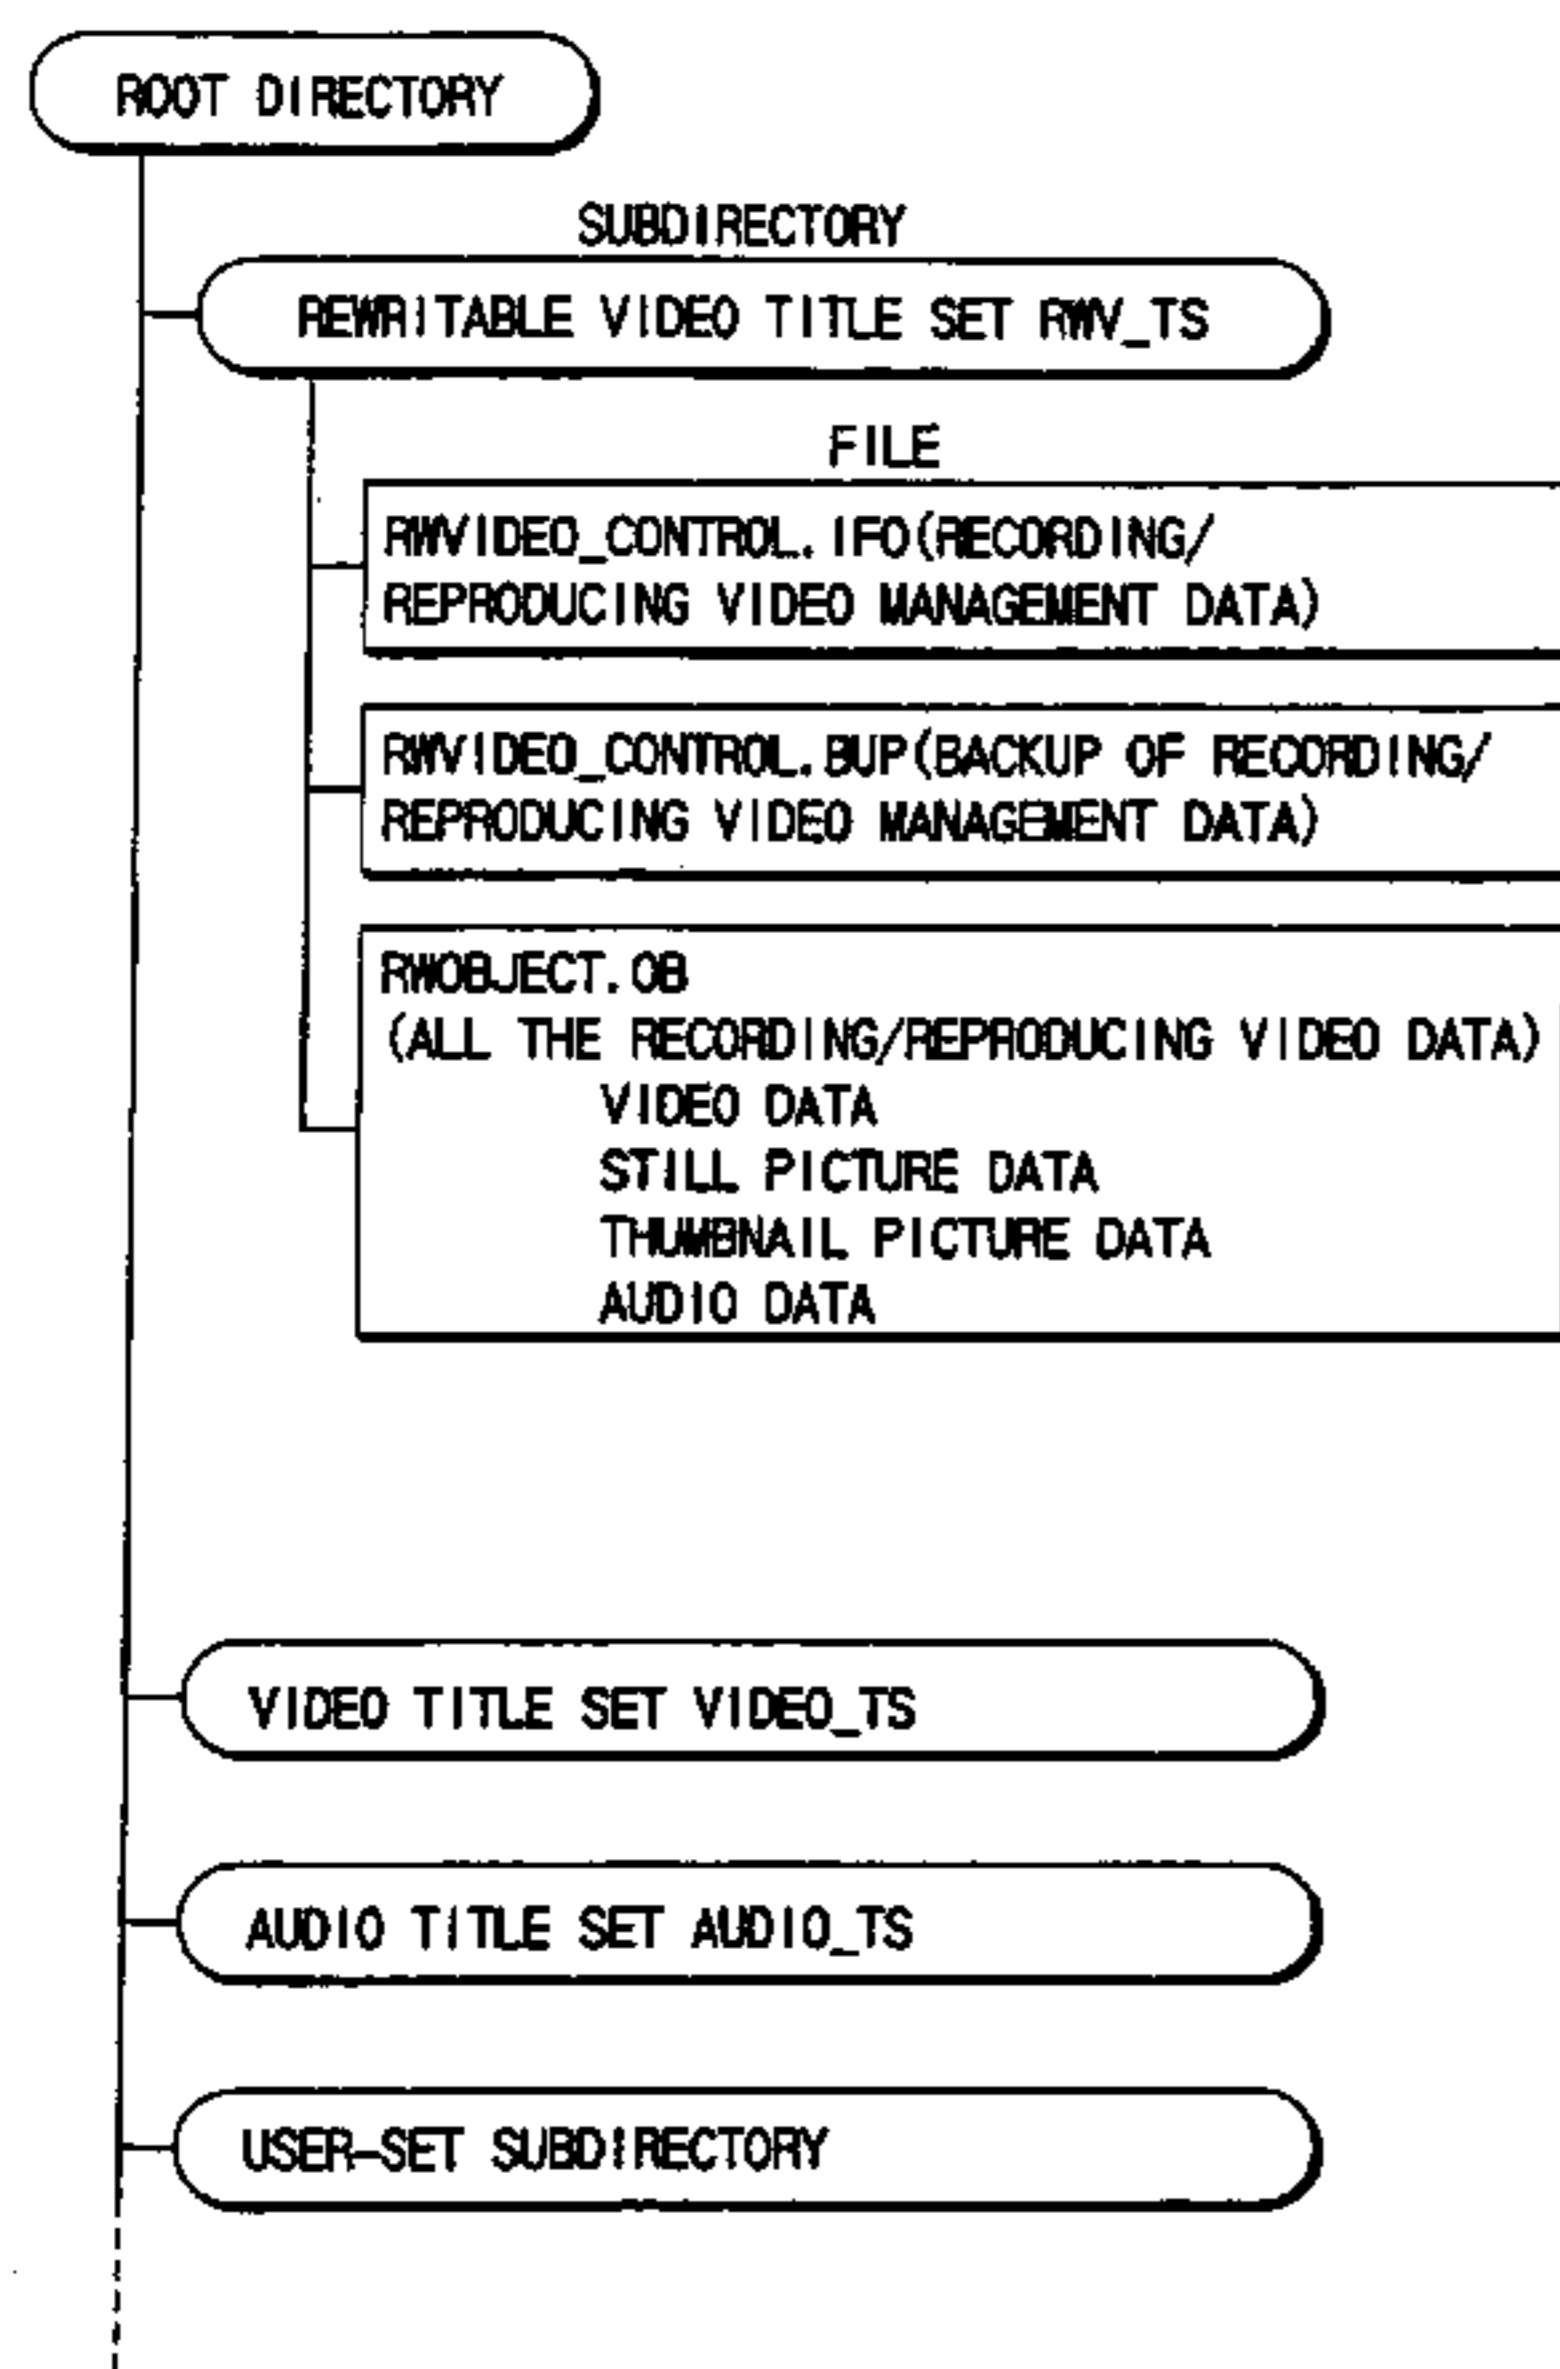 ROOT DIRECTORY
SUBDIRECTORY
REWRITABLE VIDEO TITLE SET RWV_TS
FILE
RWVIDEO_CONTROL.IFO(RECORDING/
REPRODUCING VIDEO MANAGEMENT DATA)
RWVIDEO_CONTROL.BUP(BACKUP OF RECORDING/
REPRODUCING VIDEO MANAGEMENT DATA)
RWOBJECT.OB
(ALL THE RECORDING/REPRODUCING VIDEO DATA)
VIDEO DATA
STILL PICTURE DATA
THUMBNAIL PICTURE DATA
AUDIO DATA
VIDEO TITLE SET VIDEO_TS
AUDIO TITLE SET AUDIO_TS
USER-SET SUBDIRECTORY